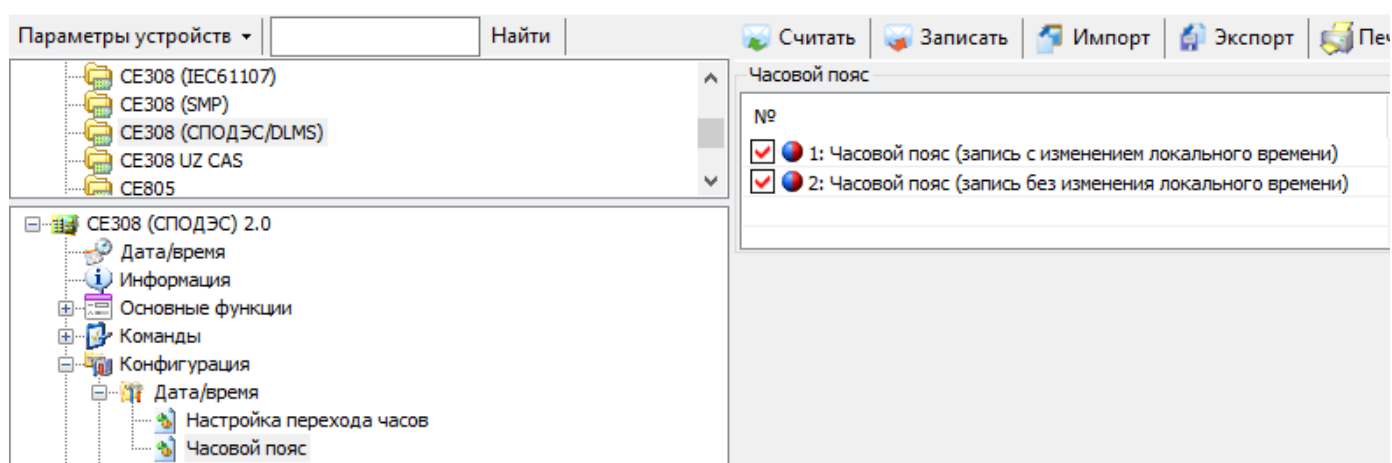 Параметры устройств
Найти
Считать
Записать
Импорт
Экспорт
Печ
CE308 (IEC61107)
CE308 (SMP)
CE308 (СПОДЭС/DLMS)
CE308 UZ CAS
CE805
Часовой пояс
№
1: Часовой пояс (запись с изменением локального времени)
2: Часовой пояс (запись без изменения локального времени)
CE308 (СПОДЭС) 2.0
Дата/время
Информация
Основные функции
Команды
Конфигурация
Дата/время
Настройка перехода часов
Часовой пояс